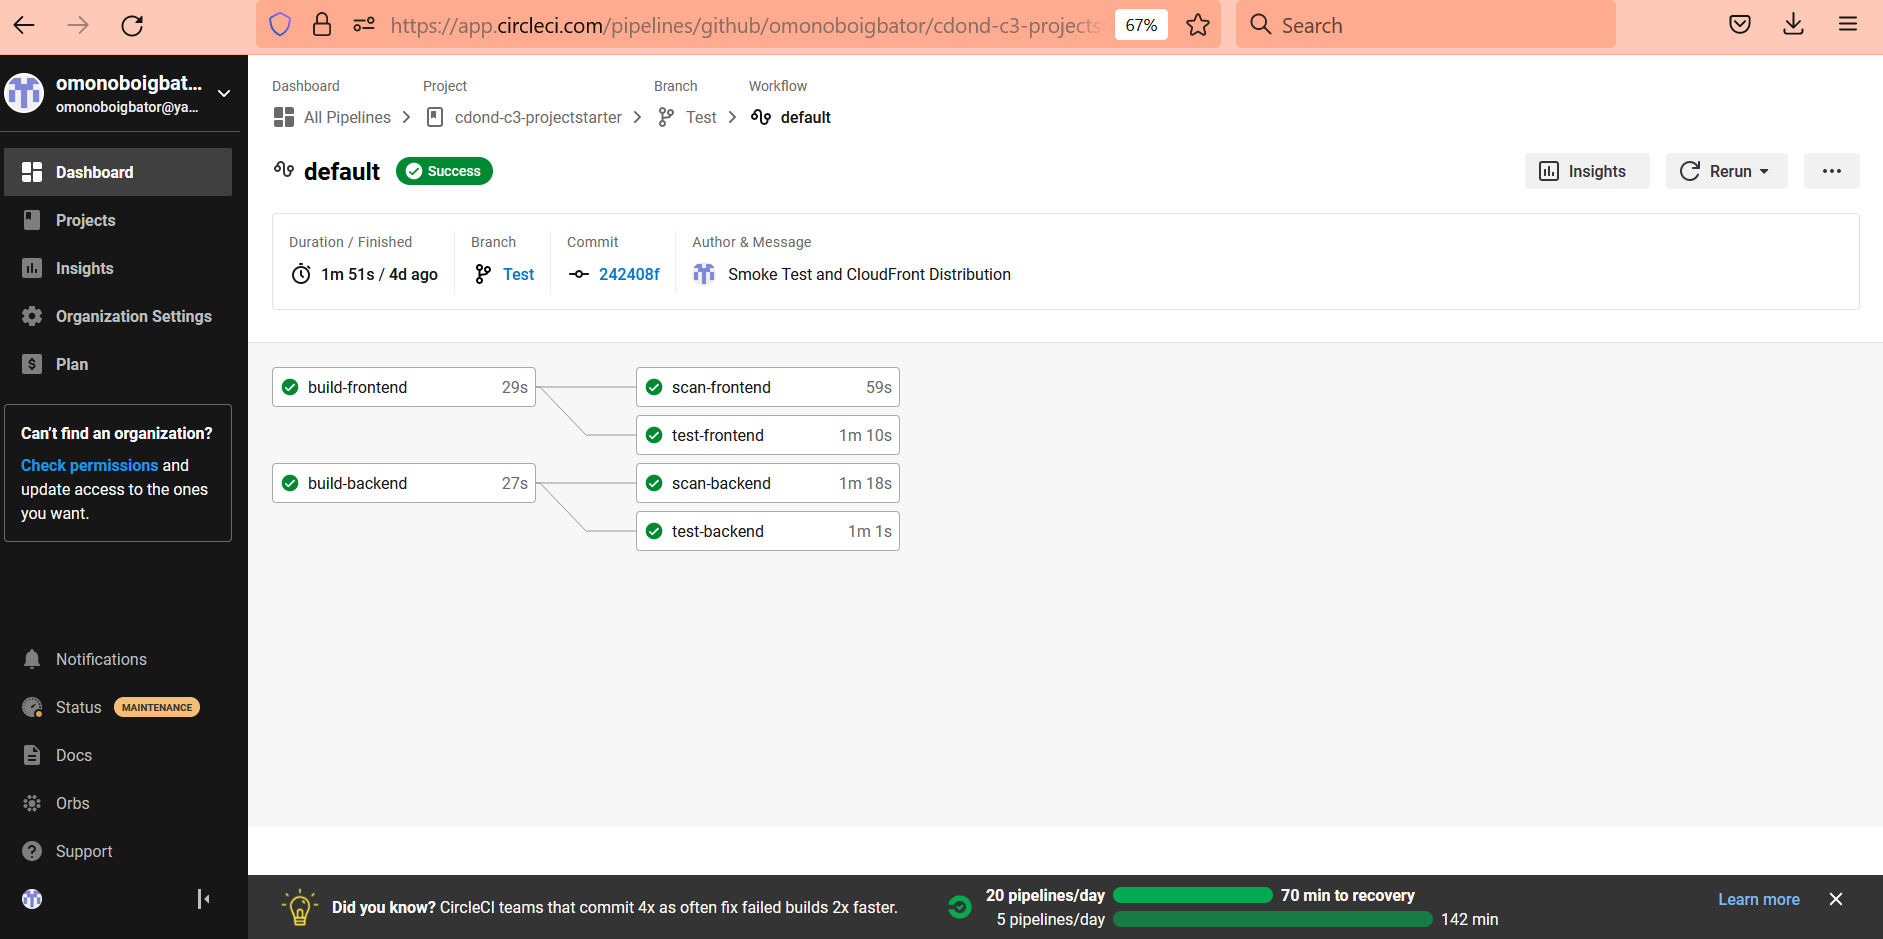 https://app.circleci.com/pipelines/github/omonoboigbator/cdond-c3-projects
67%
Search
omonoboigbat...
omonoboigbator@ya...
Dashboard
Projects
Insights
Organization Settings
Plan
Can't find an organization?
Check permissions and
update access to the ones
you want.
Notifications
Status MAINTENANCE
Docs
Orbs
Support
Dashboard Project Branch Workflow
All Pipelines cdond-c3-projectstarter Test default
default Success
Insights Rerun
Duration / Finished Branch Commit Author & Message
1m 51s / 4d ago Test 242408f Smoke Test and CloudFront Distribution
build-frontend 29s scan-frontend 59s
test-frontend 1m 10s
build-backend 27s scan-backend 1m 18s
test-backend 1m 1s
Did you know? CircleCI teams that commit 4x as often fix failed builds 2x faster.
20 pipelines/day 70 min to recovery
5 pipelines/day 142 min
Learn more